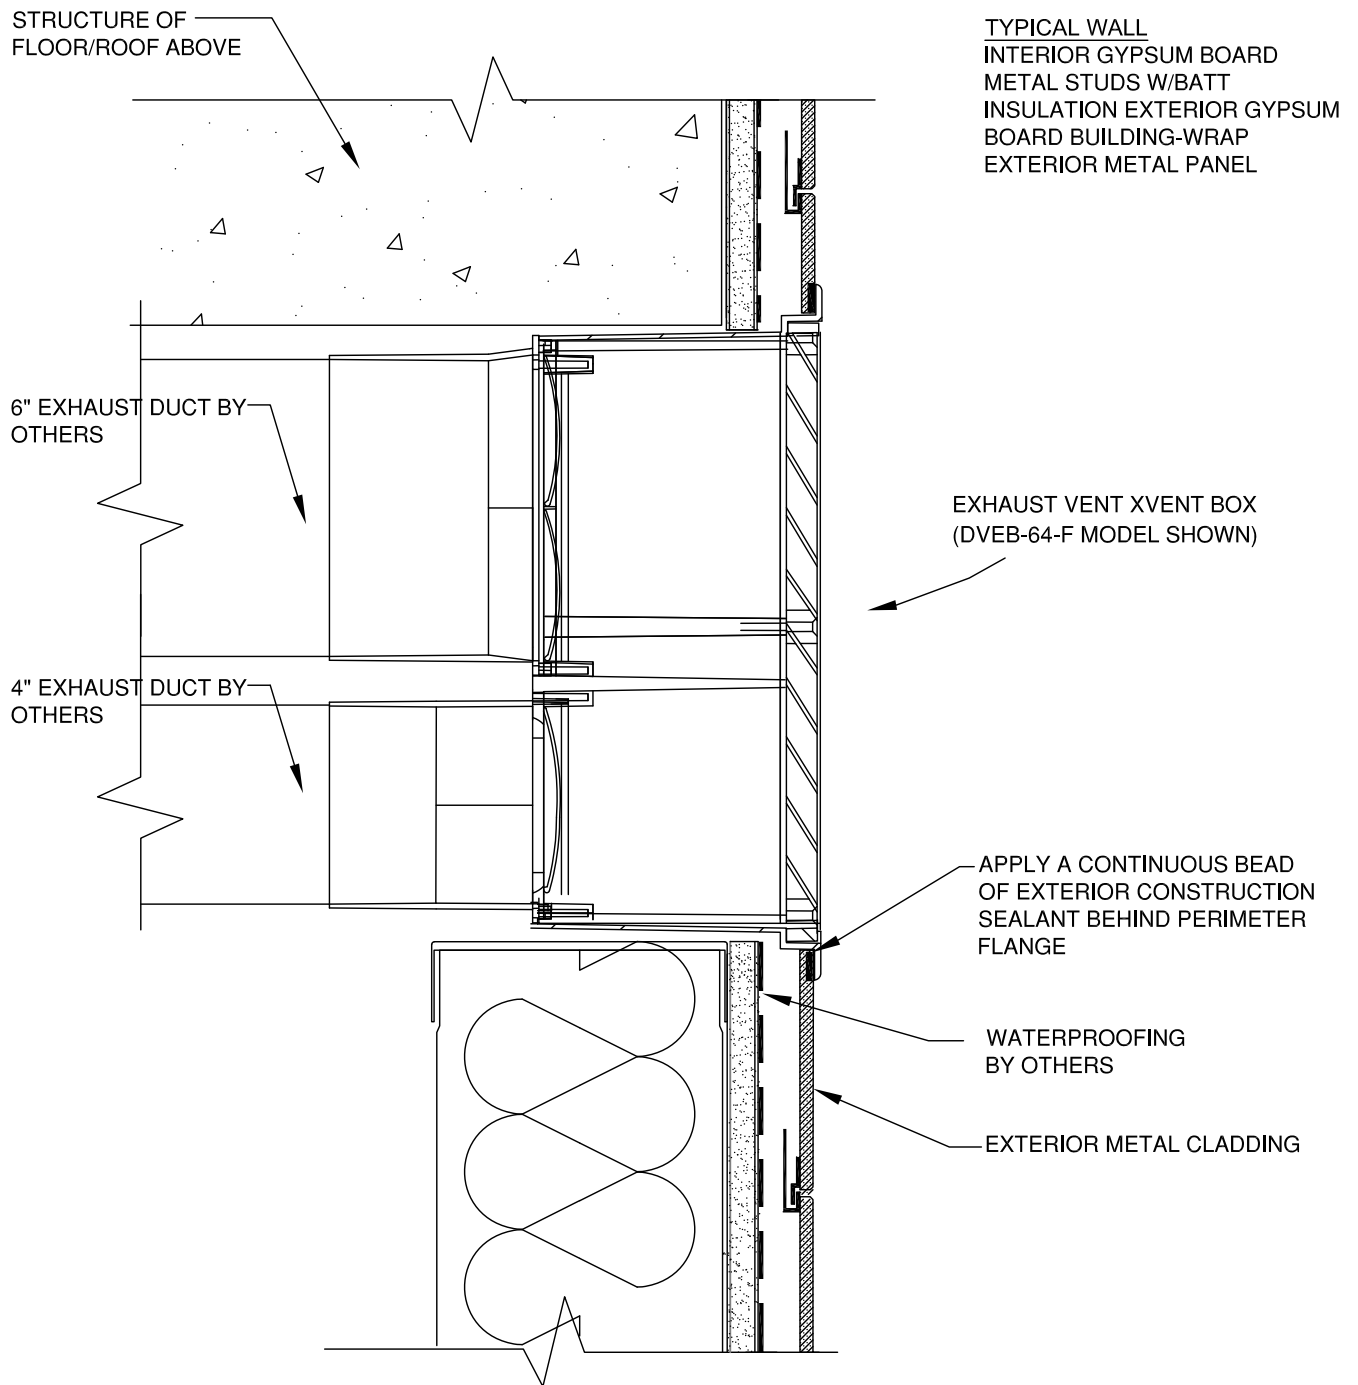 STRUCTURE OF
FLOOR/ROOF ABOVE
TYPICAL WALL
INTERIOR GYPSUM BOARD
METAL STUDS W/BATT
INSULATION EXTERIOR GYPSUM
BOARD BUILDING-WRAP
EXTERIOR METAL PANEL
6" EXHAUST DUCT BY
OTHERS
EXHAUST VENT XVENT BOX
(DVEB-64-F MODEL SHOWN)
4" EXHAUST DUCT BY
OTHERS
APPLY A CONTINUOUS BEAD
OF EXTERIOR CONSTRUCTION
SEALANT BEHIND PERIMETER
FLANGE
WATERPROOFING
BY OTHERS
EXTERIOR METAL CLADDING